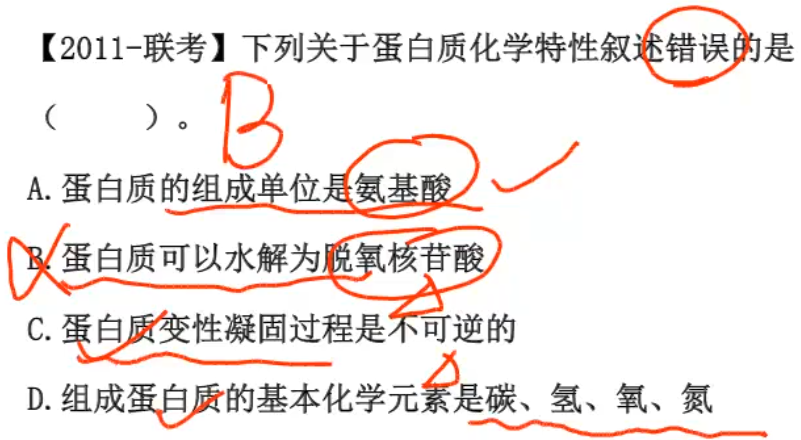 【2011-联考】下列关于蛋白质化学特性叙述错误的是
（　　）。B
A.蛋白质的组成单位是氨基酸
B.蛋白质可以水解为脱氧核苷酸
C.蛋白质变性凝固过程是不可逆的
D.组成蛋白质的基本化学元素是碳、氢、氧、氮